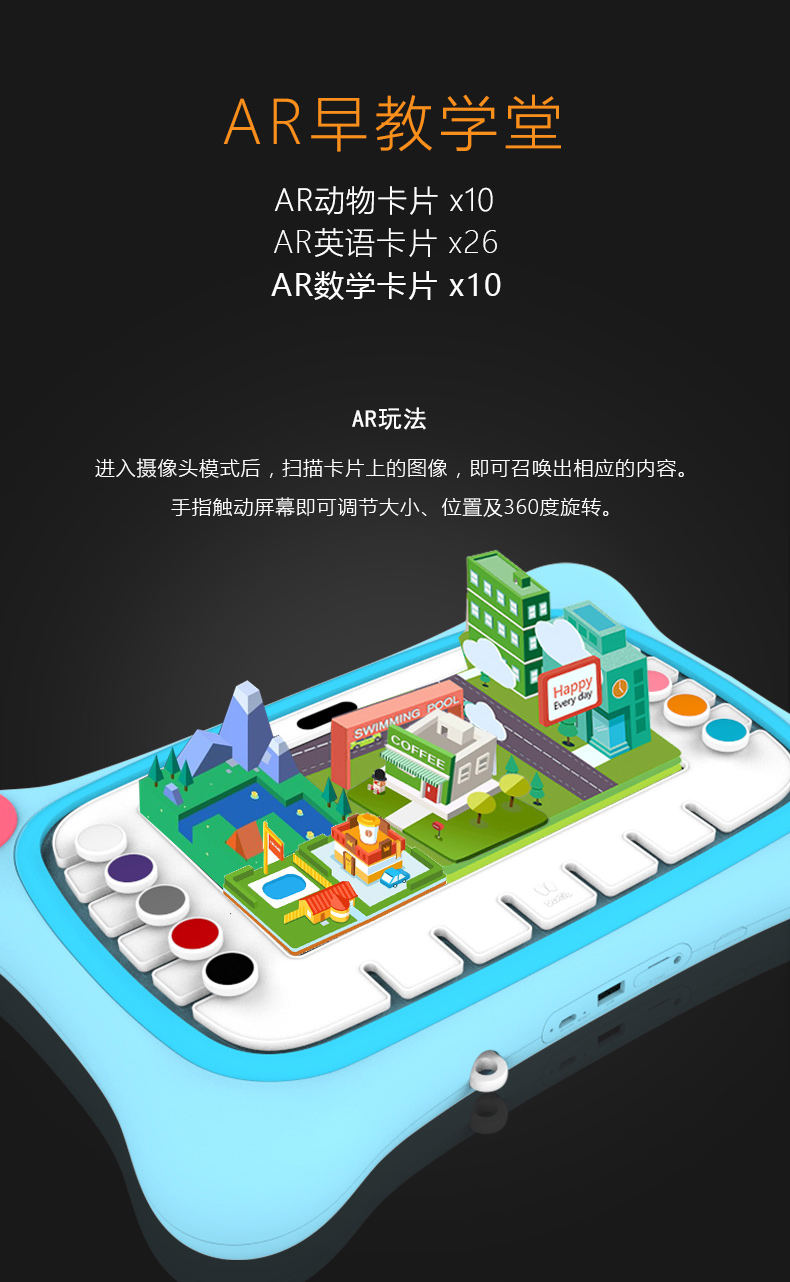 AR早教学堂
AR动物卡片 x10
AR英语卡片 x26
AR数学卡片 x10
AR玩法
进入摄像头模式后，扫描卡片上的图像，即可召唤出相应的内容。
手指触动屏幕即可调节大小、位置及360度旋转。
Happy
Every day
SWIMMING POOL
COFFEE